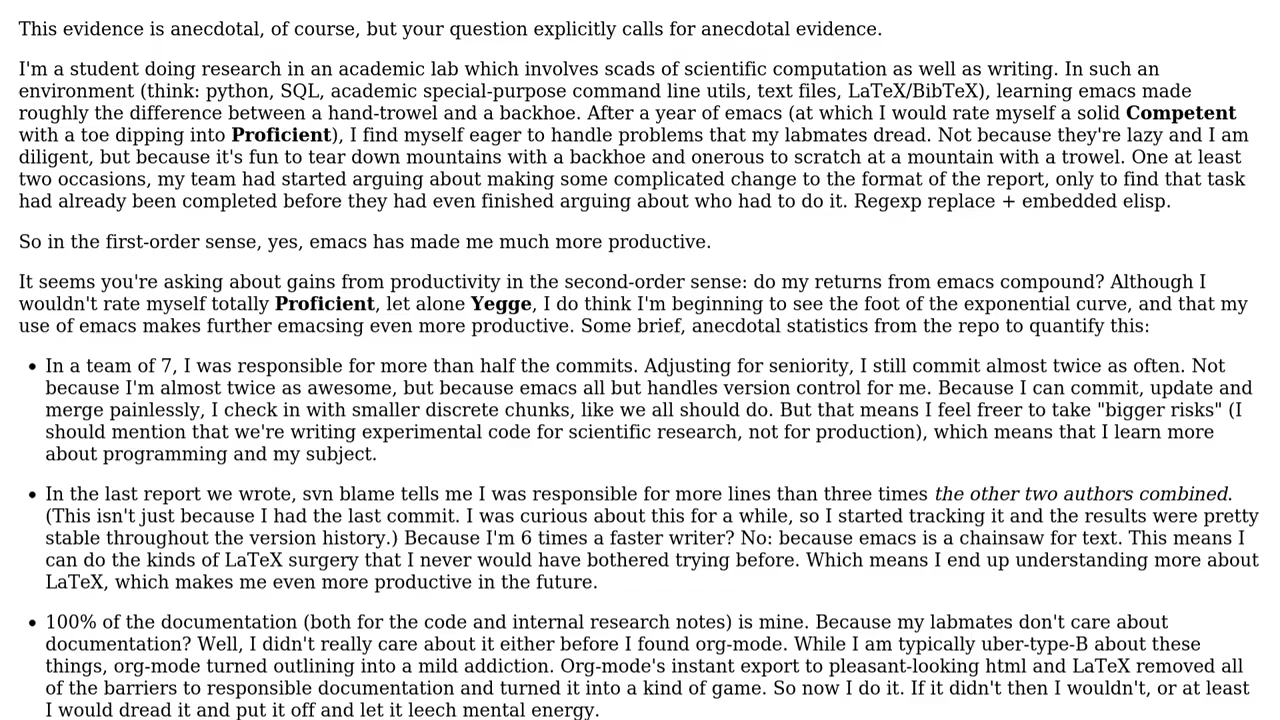 This evidence is anecdotal, of course, but your question explicitly calls for anecdotal evidence.
I'm a student doing research in an academic lab which involves scads of scientific computation as well as writing. In such an
environment (think: python, SQL, academic special-purpose command line utils, text files, LaTeX/BibTeX), learning emacs made
roughly the difference between a hand-trowel and a backhoe. After a year of emacs (at which I would rate myself a solid Competent
with a toe dipping into Proficient), I find myself eager to handle problems that my labmates dread. Not because they're lazy and I am
diligent, but because it's fun to tear down mountains with a backhoe and onerous to scratch at a mountain with a trowel. One at least
two occasions, my team had started arguing about making some complicated change to the format of the report, only to find that task
had already been completed before they had even finished arguing about who had to do it. Regexp replace + embedded elisp.
So in the first-order sense, yes, emacs has made me much more productive.
It seems you're asking about gains from productivity in the second-order sense: do my returns from emacs compound? Although I
wouldn't rate myself totally Proficient, let alone Yegge, I do think I'm beginning to see the foot of the exponential curve, and that my
use of emacs makes further emacsing even more productive. Some brief, anecdotal statistics from the repo to quantify this:
• In a team of 7, I was responsible for more than half the commits. Adjusting for seniority, I still commit almost twice as often. Not
because I'm almost twice as awesome, but because emacs all but handles version control for me. Because I can commit, update and
merge painlessly, I check in with smaller discrete chunks, like we all should do. But that means I feel freer to take "bigger risks" (I
should mention that we're writing experimental code for scientific research, not for production), which means that I learn more
about programming and my subject.
• In the last report we wrote, svn blame tells me I was responsible for more lines than three times the other two authors combined.
(This isn't just because I had the last commit. I was curious about this for a while, so I started tracking it and the results were pretty
stable throughout the version history.) Because I'm 6 times a faster writer? No: because emacs is a chainsaw for text. This means I
can do the kinds of LaTeX surgery that I never would have bothered trying before. Which means I end up understanding more about
LaTeX, which makes me even more productive in the future.
• 100% of the documentation (both for the code and internal research notes) is mine. Because my labmates don't care about
documentation? Well, I didn't really care about it either before I found org-mode. While I am typically uber-type-B about these
things, org-mode turned outlining into a mild addiction. Org-mode's instant export to pleasant-looking html and LaTeX removed all
of the barriers to responsible documentation and turned it into a kind of game. So now I do it. If it didn't then I wouldn't, or at least
I would dread it and put it off and let it leech mental energy.